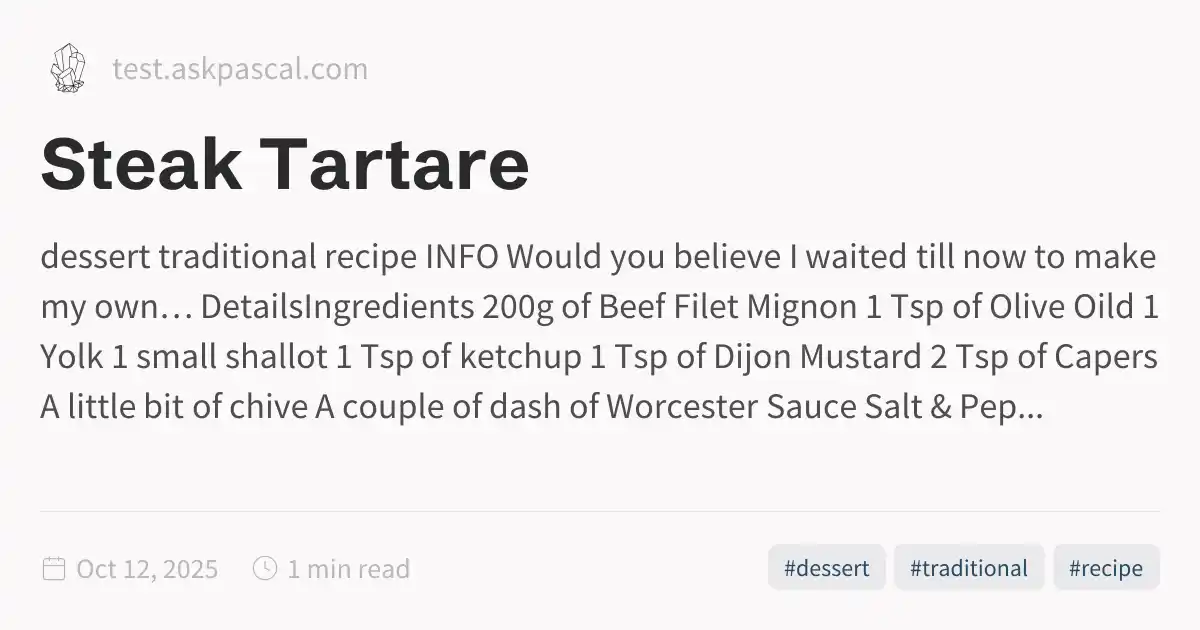 test.askpascal.com
Steak Tartare
dessert traditional recipe INFO Would you believe I waited till now to make
my own… DetailsIngredients 200g of Beef Filet Mignon 1 Tsp of Olive Oild 1
Yolk 1 small shallot 1 Tsp of ketchup 1 Tsp of Dijon Mustard 2 Tsp of Capers
A little bit of chive A couple of dash of Worcester Sauce Salt & Pep...
Oct 12, 2025 1 min read #dessert #traditional #recipe